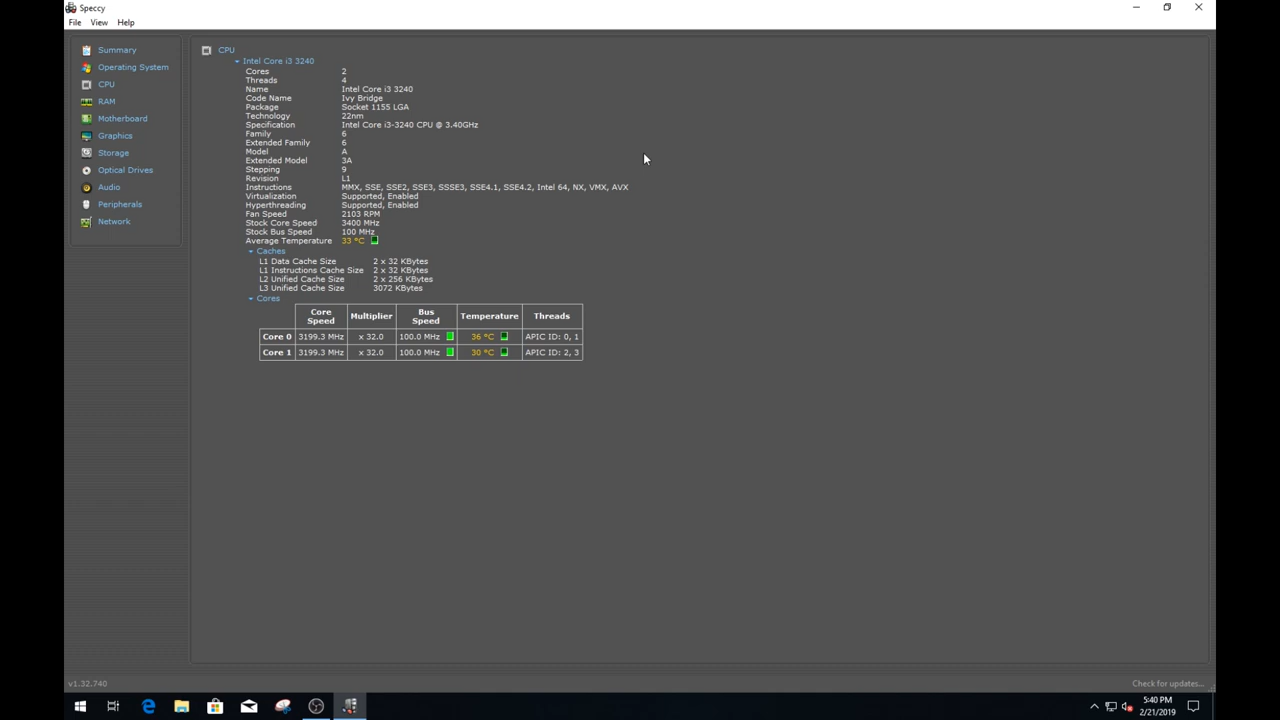 Speccy
File View Help
Summary
Operating System
CPU
RAM
Motherboard
Graphics
Storage
Optical Drives
Audio
Peripherals
Network
CPU
Intel Core i3 3240
Cores 2
Threads 4
Name Intel Core i3 3240
Code Name Ivy Bridge
Package Socket 1155 LGA
Technology 22nm
Specification Intel Core i3-3240 CPU @ 3.40GHz
Family 6
Extended Family 6
Model A
Extended Model 3A
Stepping 9
Revision L1
Instructions MMX, SSE, SSE2, SSE3, SSSE3, SSE4.1, SSE4.2, Intel 64, NX, VMX, AVX
Virtualization Supported, Enabled
Hyperthreading Supported, Enabled
Fan Speed 2103 RPM
Stock Core Speed 3400 MHz
Stock Bus Speed 100 MHz
Average Temperature 33 °C
Caches
L1 Data Cache Size 2 x 32 KBytes
L1 Instructions Cache Size 2 x 32 KBytes
L2 Unified Cache Size 2 x 256 KBytes
L3 Unified Cache Size 3072 KBytes
Cores
Core Speed Multiplier Bus Speed Temperature Threads
Core 0 3199.3 MHz x 32.0 100.0 MHz 36 °C APIC ID: 0, 1
Core 1 3199.3 MHz x 32.0 100.0 MHz 30 °C APIC ID: 2, 3
v1.32.740 Check for updates...
5:40 PM
2/21/2019